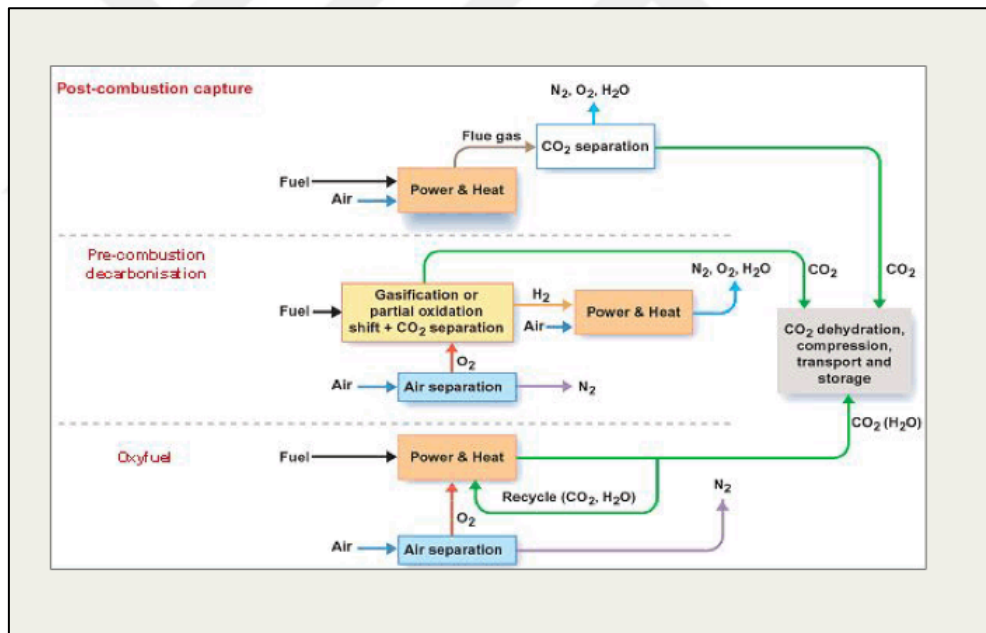 Post-combustion capture
N₂, O₂, H₂O
Flue gas
CO₂ separation
Fuel
Air
Power & Heat
CO₂
CO₂
Pre-combustion
decarbonisation
N₂, O₂, H₂O
Fuel
Gasification or
partial oxidation
shift + CO₂ separation
H₂
Air
Power & Heat
O₂
Air
Air separation
N₂
CO₂ dehydration,
compression,
transport and
storage
CO₂ (H₂O)
Oxyfuel
Fuel
Power & Heat
Recycle (CO₂, H₂O)
N₂
O₂
Air
Air separation